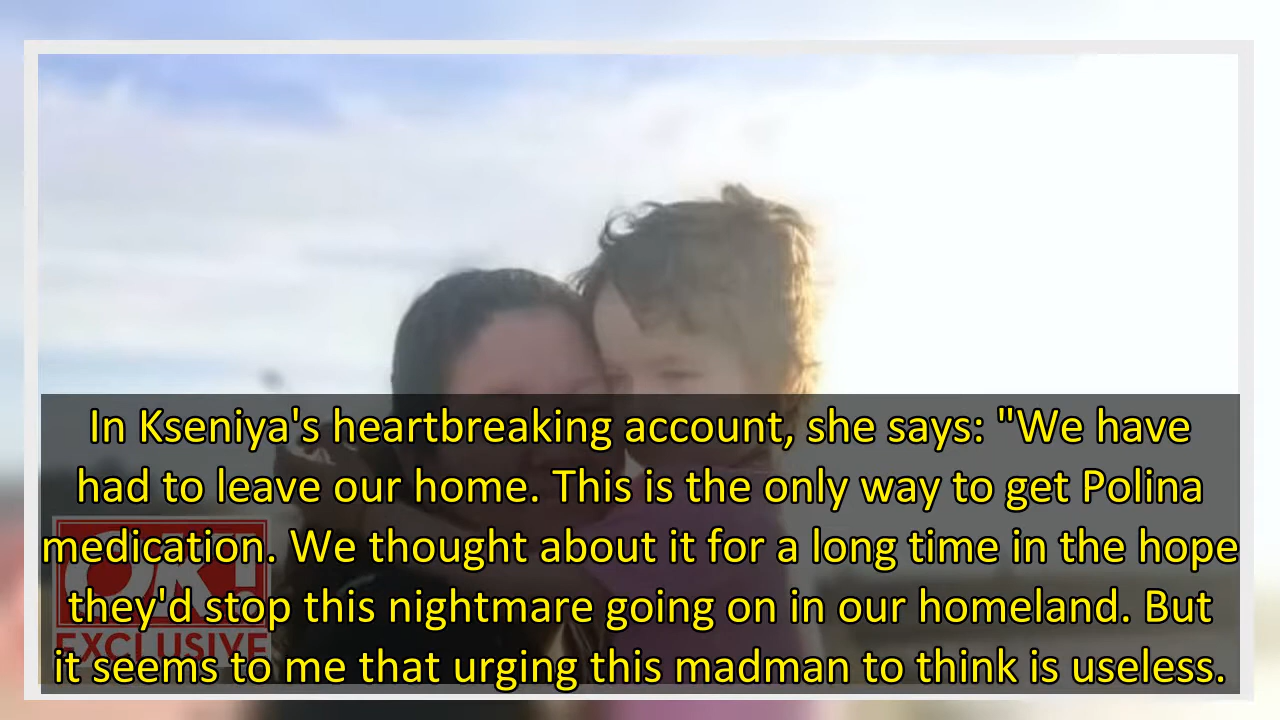 In Kseniya's heartbreaking account, she says: "We have
had to leave our home. This is the only way to get Polina
medication. We thought about it for a long time in the hope
they'd stop this nightmare going on in our homeland. But
it seems to me that urging this madman to think is useless.
OK!
EXCLUSIVE